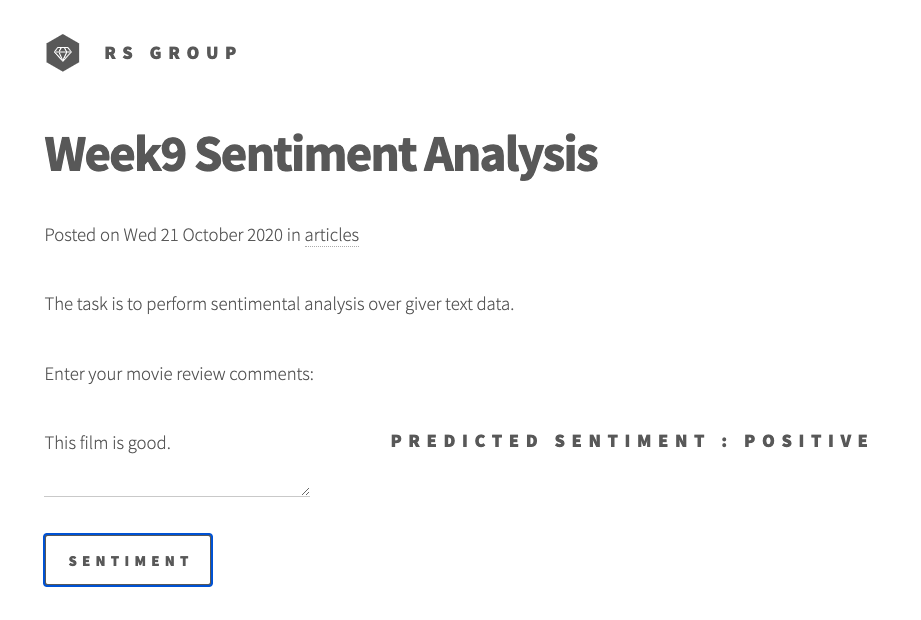 RS GROUP
Week9 Sentiment Analysis
Posted on Wed 21 October 2020 in articles
The task is to perform sentimental analysis over giver text data.
Enter your movie review comments:
This film is good.
PREDICTED SENTIMENT : POSITIVE
SENTIMENT